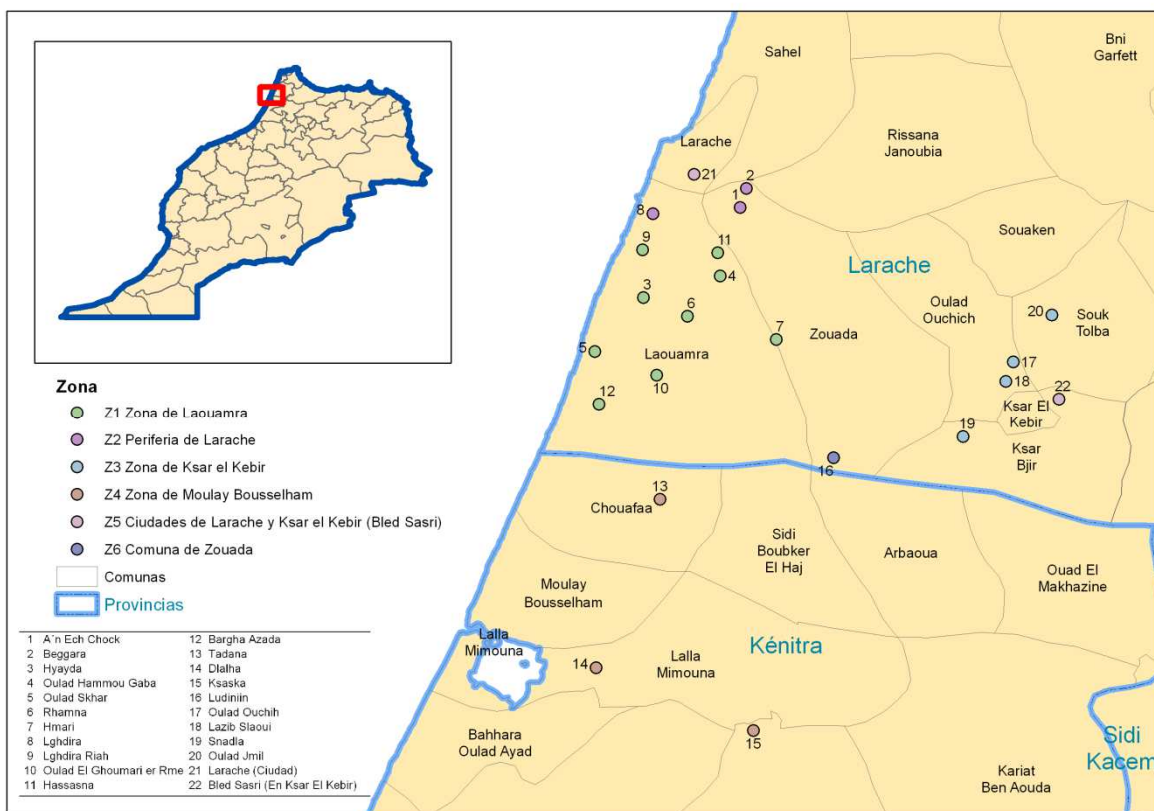 Zona
Z1 Zona de Laouamra
Z2 Periferia de Larache
Z3 Zona de Ksar el Kebir
Z4 Zona de Moulay Bousselham
Z5 Ciudades de Larache y Ksar el Kebir (Bled Sasri)
Z6 Comuna de Zouada
Comunas
Provincias
1 A`n Ech Chock
2 Beggara
3 Hyayda
4 Oulad Hammou Gaba
5 Oulad Skhar
6 Rhamna
7 Hmari
8 Lghdira
9 Lghdira Riah
10 Oulad El Ghoumari er Rme
11 Hassasna
12 Bargha Azada
13 Tadana
14 Dlalha
15 Ksaska
16 Ludiniin
17 Oulad Ouchih
18 Lazib Slaoui
19 Snadla
20 Oulad Jmil
21 Larache (Ciudad)
22 Bled Sasri (En Ksar El Kebir)
Bni
Garfett
Sahel
Rissana
Janoubia
Larache
21
2
1
8
9
11
4
Souaken
Larache
3
6
7
Zouada
Oulad
Ouchich
20
Souk
Tolba
5
Laouamra
10
12
17
18
22
Ksar El
Kebir
19
Ksar
Bjir
16
13
Chouafaa
Sidi
Boubker
El Haj
Arbaoua
Ouad El
Makhazine
Moulay
Bousselham
Lalla
Mimouna
Kénitra
14
Lalla
Mimouna
15
Bahhara
Oulad Ayad
Sidi
Kacem
Kariat
Ben Aouda